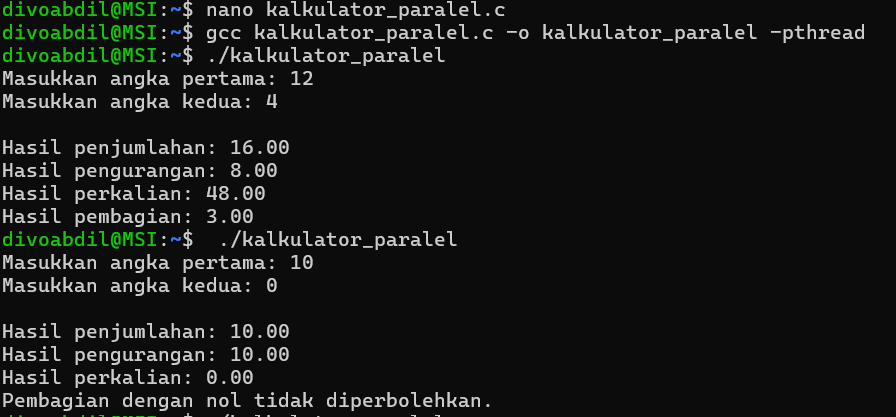 divoabdil@MSI:~$ nano kalkulator_paralel.c
divoabdil@MSI:~$ gcc kalkulator_paralel.c -o kalkulator_paralel -pthread
divoabdil@MSI:~$ ./kalkulator_paralel
Masukkan angka pertama: 12
Masukkan angka kedua: 4
Hasil penjumlahan: 16.00
Hasil pengurangan: 8.00
Hasil perkalian: 48.00
Hasil pembagian: 3.00
divoabdil@MSI:~$  ./kalkulator_paralel
Masukkan angka pertama: 10
Masukkan angka kedua: 0
Hasil penjumlahan: 10.00
Hasil pengurangan: 10.00
Hasil perkalian: 0.00
Pembagian dengan nol tidak diperbolehkan.